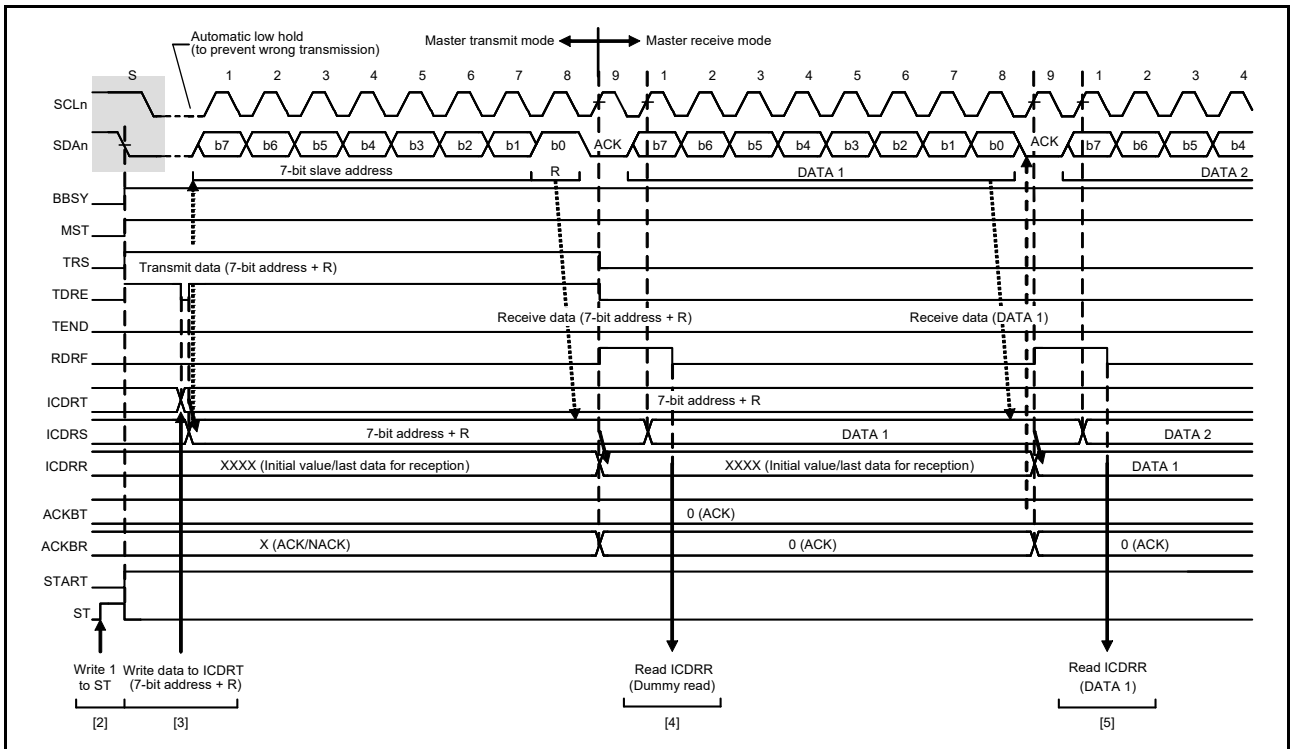 Automatic low hold
(to prevent wrong transmission)
Master transmit mode
Master receive mode
S 1 2 3 4 5 6 7 8 9 1 2 3 4 5 6 7 8 9 1 2 3 4
SCLn
SDAn b7 b6 b5 b4 b3 b2 b1 b0 ACK b7 b6 b5 b4 b3 b2 b1 b0 ACK b7 b6 b5 b4
7-bit slave address R DATA 1 DATA 2
BBSY
MST
TRS
Transmit data (7-bit address + R)
TDRE
Receive data (7-bit address + R) Receive data (DATA 1)
TEND
RDRF
ICDRT 7-bit address + R
ICDRS 7-bit address + R DATA 1 DATA 2
ICDRR XXXX (Initial value/last data for reception) XXXX (Initial value/last data for reception) DATA 1
ACKBT 0 (ACK)
ACKBR X (ACK/NACK) 0 (ACK) 0 (ACK)
START
ST
Write 1
to ST
Write data to ICDRT
(7-bit address + R)
Read ICDRR
(Dummy read)
Read ICDRR
(DATA 1)
[2] [3] [4] [5]